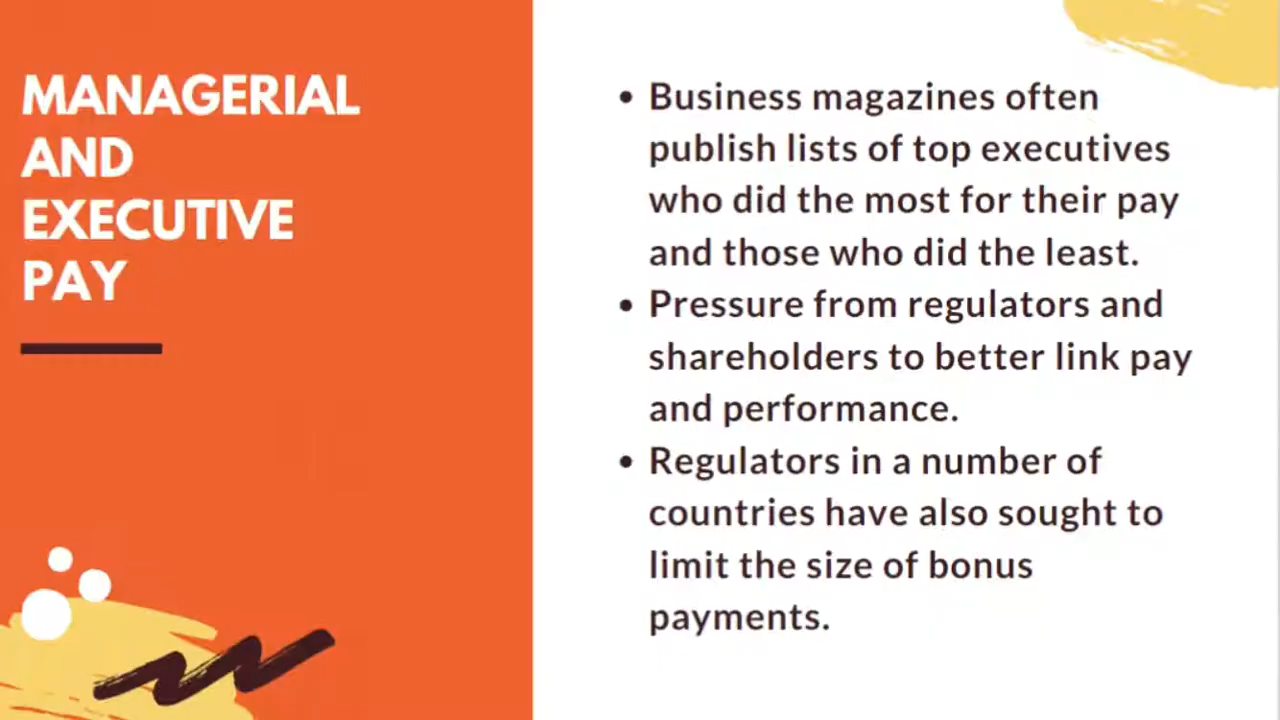 MANAGERIAL
AND
EXECUTIVE
PAY
• Business magazines often
publish lists of top executives
who did the most for their pay
and those who did the least.
• Pressure from regulators and
shareholders to better link pay
and performance.
• Regulators in a number of
countries have also sought to
limit the size of bonus
payments.